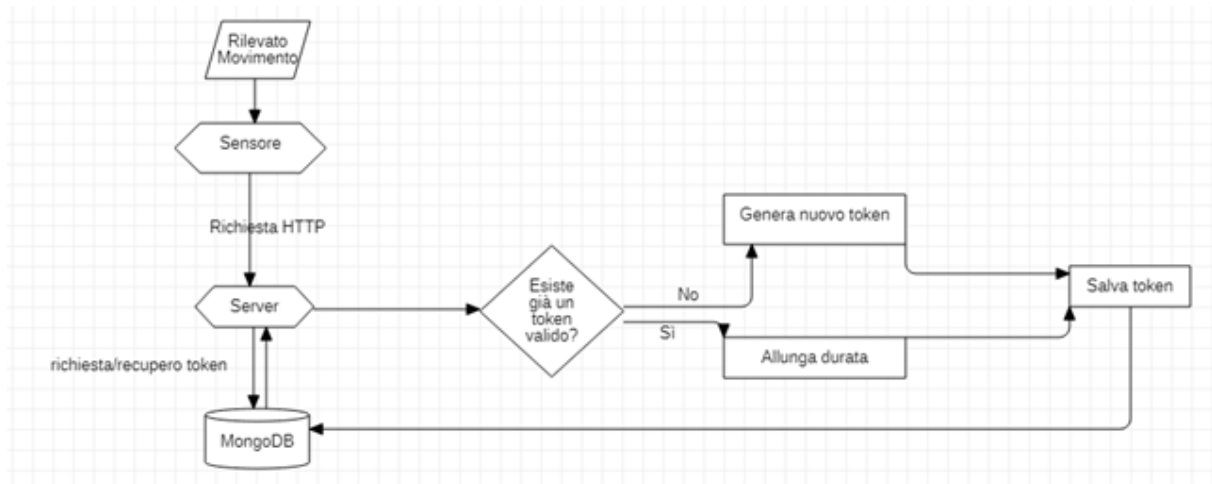 Rilevato
Movimento
Sensore
Richiesta HTTP
Server
richiesta/recupero token
MongoDB
Esiste
già un
token
valido?
No
Sì
Genera nuovo token
Allunga durata
Salva token